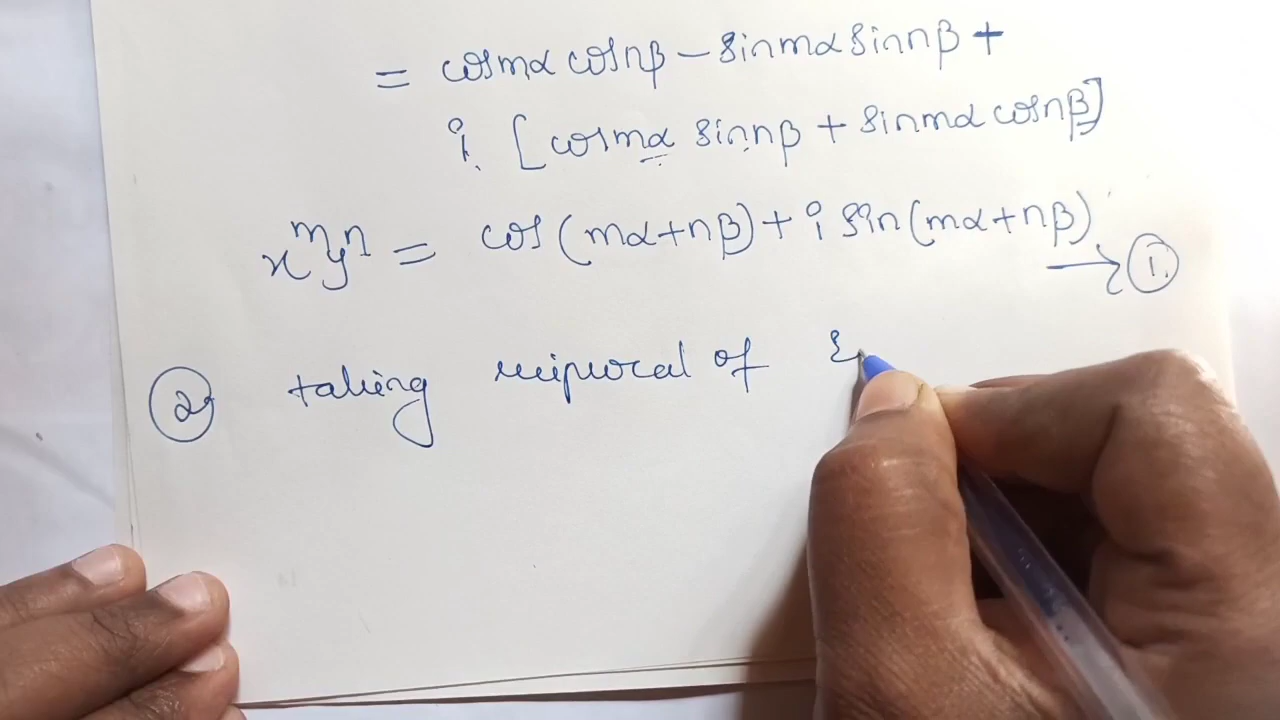 = cosmα cosnβ − sinmα sinnβ +
i [cosmα sinnβ + sinmα cosnβ]
xᵐyⁿ = cos(mα+nβ) + i sin(mα+nβ) → ①
② taking reciprocal of